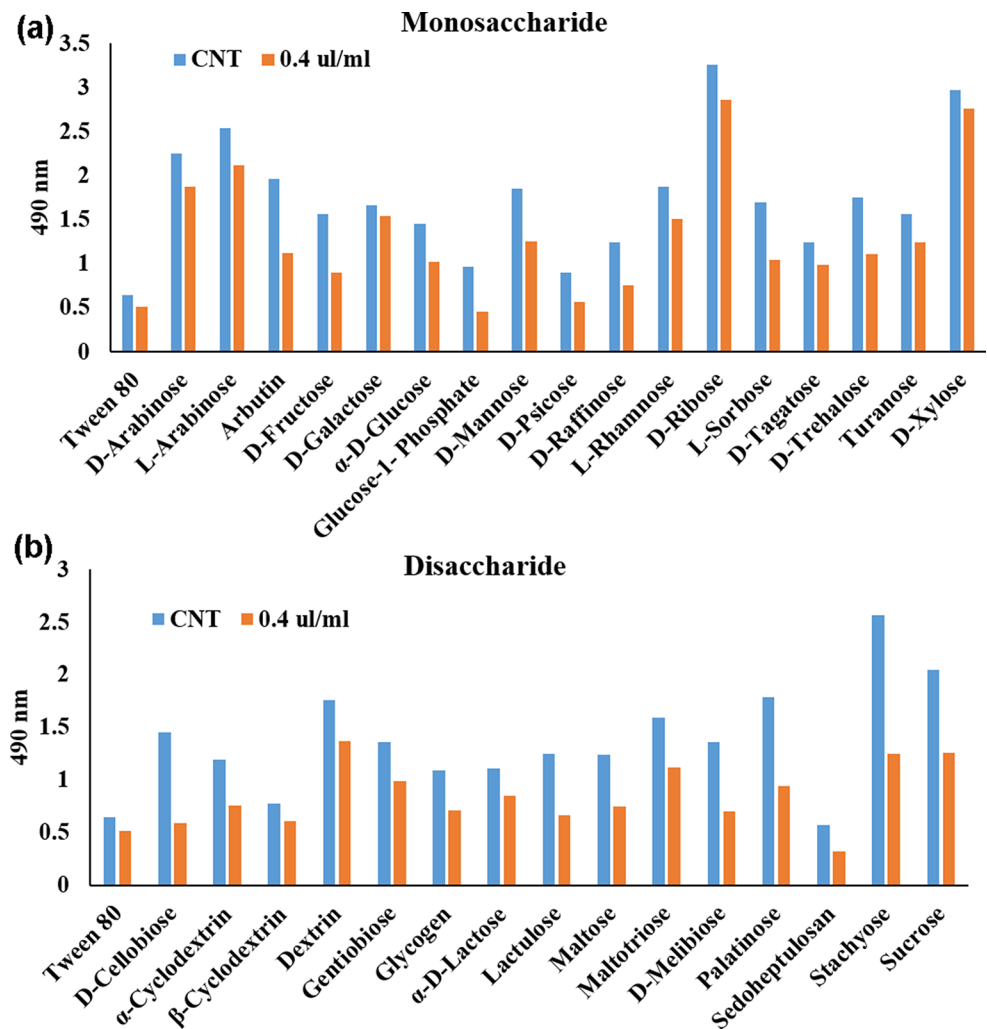 (a)
Monosaccharide
CNT 0.4 ul/ml
490 nm
3.5
3
2.5
2
1.5
1
0.5
0
Tween 80
D-Arabinose
L-Arabinose
Arbutin
D-Fructose
D-Galactose
α-D-Glucose
Glucose-1- Phosphate
D-Mannose
D-Psicose
D-Raffinose
L-Rhamnose
D-Ribose
L-Sorbose
D-Tagatose
D-Trehalose
Turanose
D-Xylose
(b)
Disaccharide
CNT 0.4 ul/ml
490 nm
3
2.5
2
1.5
1
0.5
0
Tween 80
D-Cellobiose
α-Cyclodextrin
β-Cyclodextrin
Dextrin
Gentiobiose
Glycogen
α-D-Lactose
Lactulose
Maltose
Maltotriose
D-Melibiose
Palatinose
Sedoheptulosan
Stachyose
Sucrose